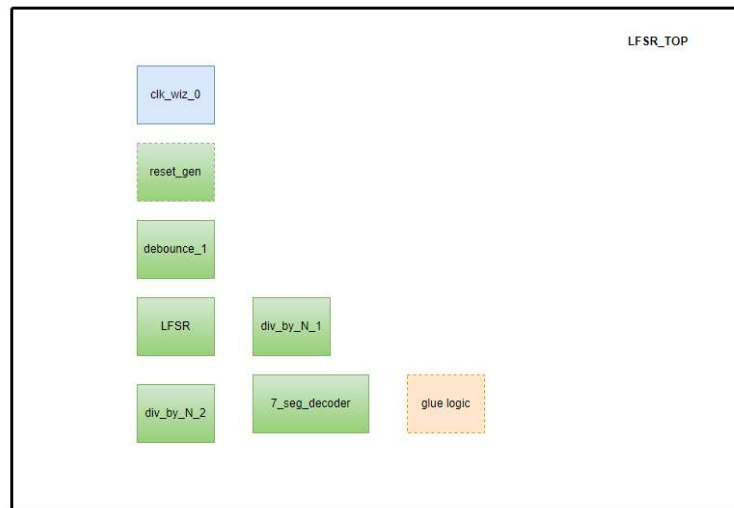 LFSR_TOP
clk_wiz_0
reset_gen
debounce_1
LFSR
div_by_N_1
div_by_N_2
7_seg_decoder
glue logic